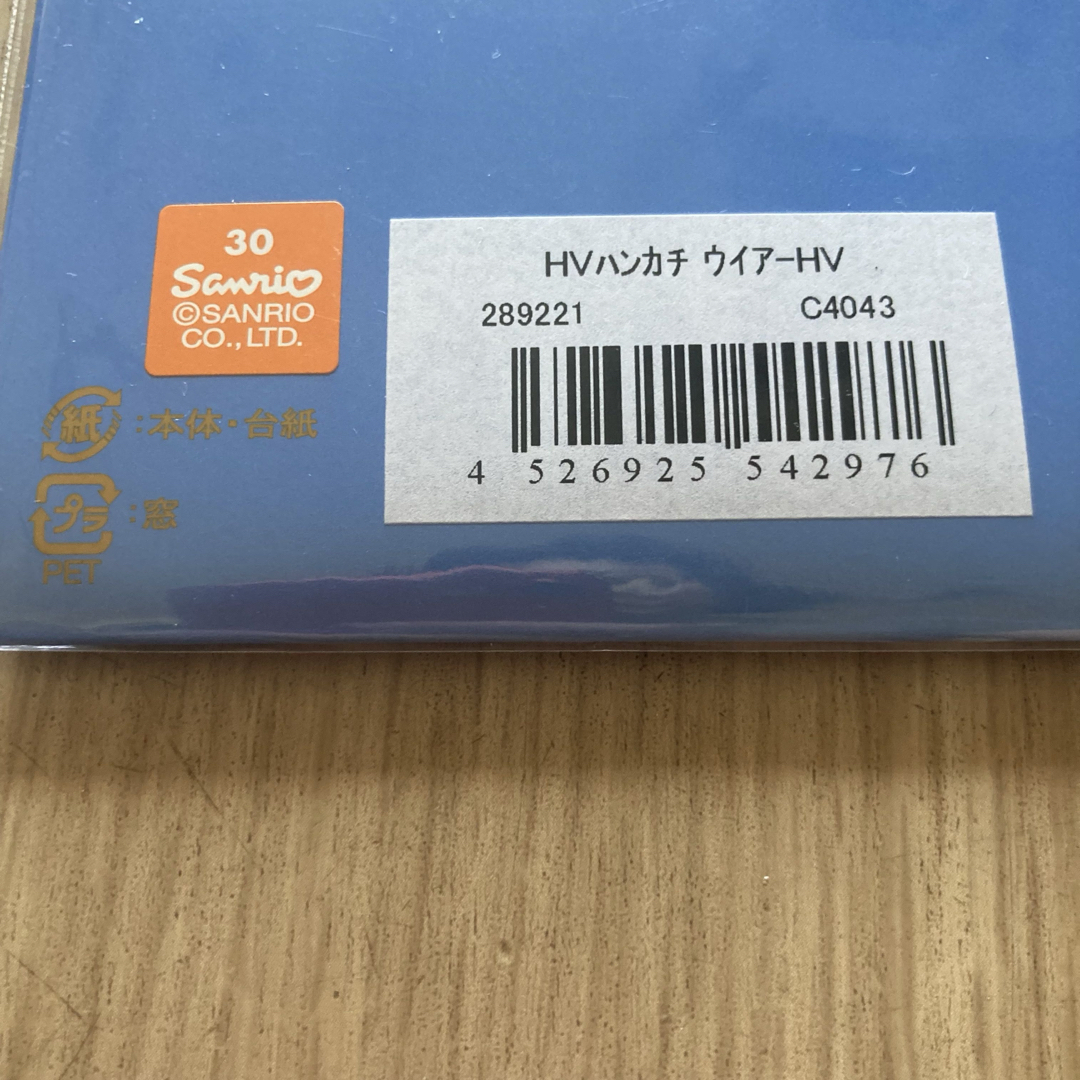 30
Sanrio
©SANRIO
CO.,LTD.
HVハンカチ ウイアーHV
289221 C4043
4 526925 542976
紙 :本体・台紙
プラ :窓
PET